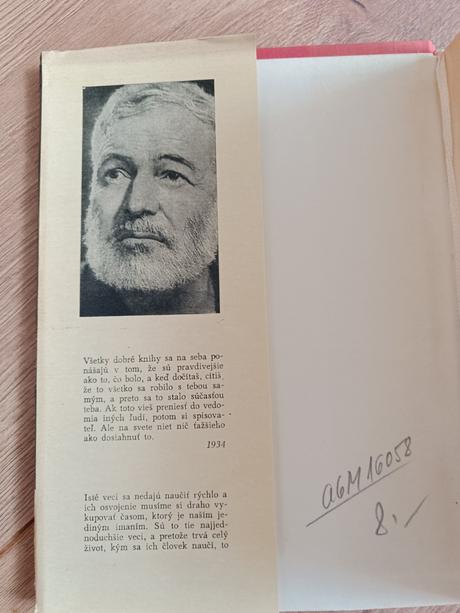 Všetky dobré knihy sa na seba po-
nášajú v tom, že sú pravdivejšie
ako to, čo bolo, a keď dočítaš, cítiš,
že to všetko sa robilo s tebou sa-
mým, a preto sa to stalo súčasťou
teba. Ak toto vieš preniesť do vedo-
mia iných ľudí, potom si spisova-
teľ. Ale na svete niet nič ťažšieho
ako dosiahnuť to.
1934
Isté veci sa nedajú naučiť rýchlo a
ich osvojenie musíme si draho vy-
kupovať časom, ktorý je naším je-
diným imaním. Sú to tie najjed-
noduchšie veci, a pretože trvá celý
život, kým sa ich človek naučí, to
AGM 16058
8.–